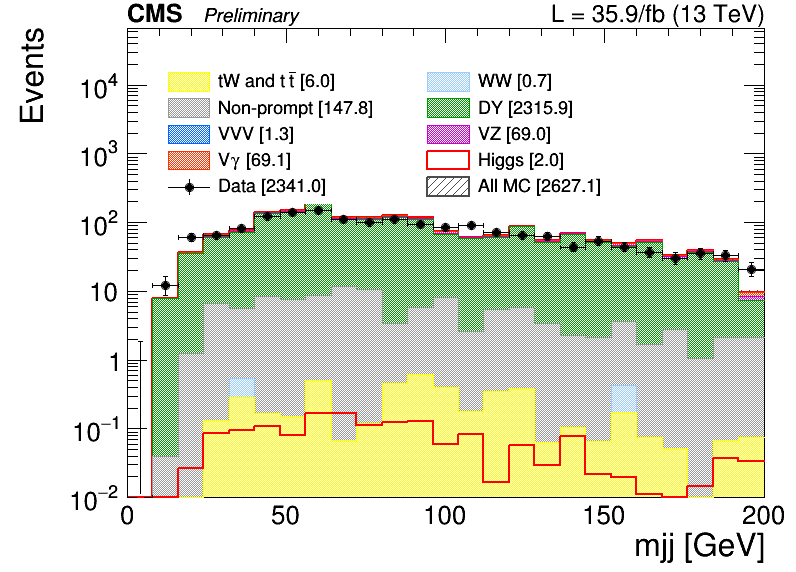 CMS Preliminary L = 35.9/fb (13 TeV)
Events
tW and t t̅ [6.0] WW [0.7]
Non-prompt [147.8] DY [2315.9]
VVV [1.3] VZ [69.0]
Vγ [69.1] Higgs [2.0]
Data [2341.0] All MC [2627.1]
10⁴
10³
10²
10
1
10⁻¹
10⁻²
0 50 100 150 200
mjj [GeV]